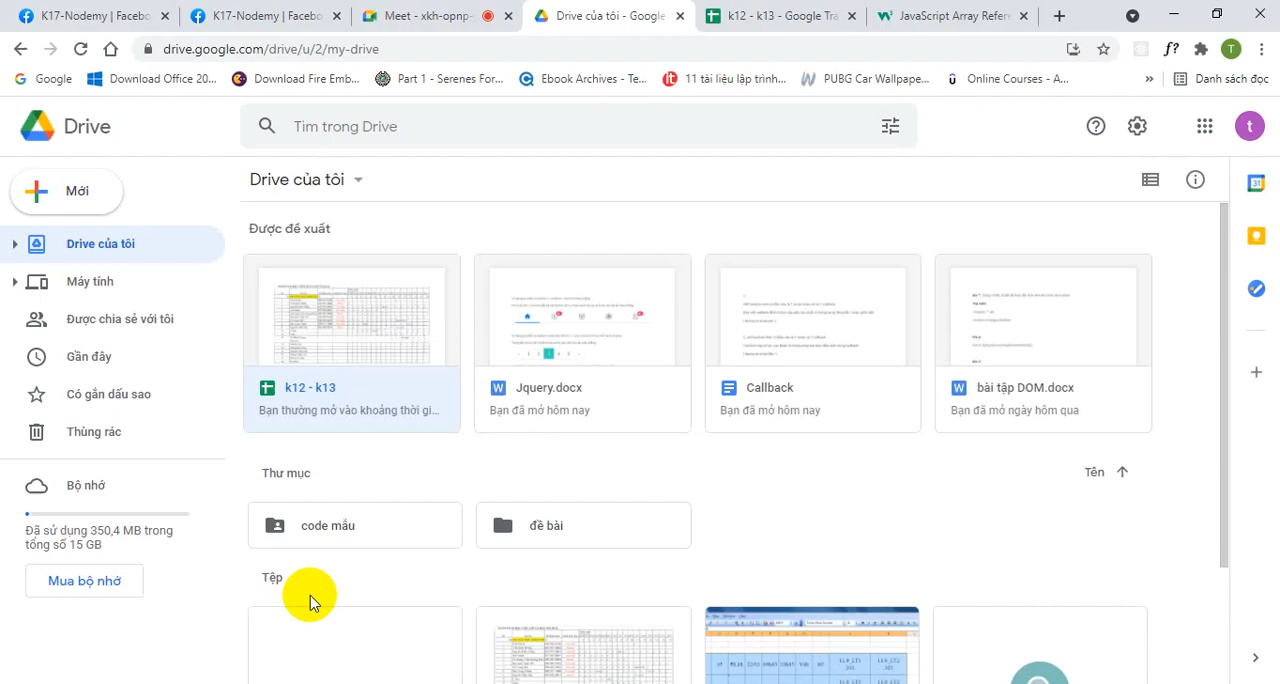 K17-Nodemy | Facebo
K17-Nodemy | Facebo
Meet - xkh-opnp-
Drive của tôi - Google
k12 - k13 - Google Tra
JavaScript Array Refere
drive.google.com/drive/u/2/my-drive
f?
T
Google
Download Office 20...
Download Fire Emb...
Part 1 - Serenes For...
Ebook Archives - Te...
11 tài liệu lập trình...
PUBG Car Wallpape...
Online Courses - A...
»
Danh sách đọc
Drive
Tìm trong Drive
t
Mới
Drive của tôi
31
Được đề xuất
Drive của tôi
Máy tính
Được chia sẻ với tôi
Gần đây
Có gắn dấu sao
Thùng rác
k12 - k13
Bạn thường mở vào khoảng thời gi...
Jquery.docx
Bạn đã mở hôm nay
Callback
Bạn đã mở hôm nay
bài tập DOM.docx
Bạn đã mở ngày hôm qua
Thư mục
Tên
Bộ nhớ
Đã sử dụng 350,4 MB trong
tổng số 15 GB
Mua bộ nhớ
code mẫu
đề bài
Tệp